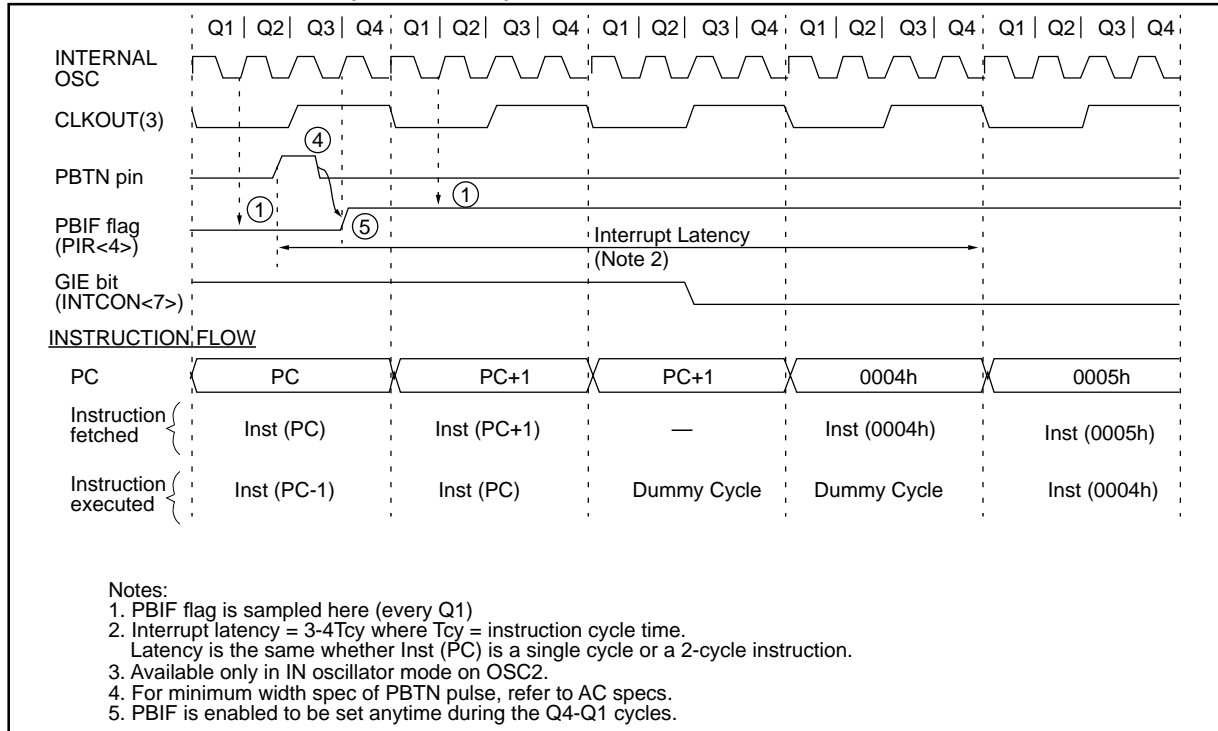 Q1 | Q2 | Q3 | Q4 Q1 | Q2 | Q3 | Q4 Q1 | Q2 | Q3 | Q4 Q1 | Q2 | Q3 | Q4 Q1 | Q2 | Q3 | Q4
INTERNAL
OSC
CLKOUT(3)
4
PBTN pin
1 1
PBIF flag
(PIR<4>)
5
Interrupt Latency
(Note 2)
GIE bit
(INTCON<7>)
INSTRUCTION FLOW
PC PC PC+1 PC+1 0004h 0005h
Instruction
fetched
Inst (PC) Inst (PC+1) — Inst (0004h) Inst (0005h)
Instruction
executed
Inst (PC-1) Inst (PC) Dummy Cycle Dummy Cycle Inst (0004h)
Notes:
1. PBIF flag is sampled here (every Q1)
2. Interrupt latency = 3-4Tcy where Tcy = instruction cycle time.
Latency is the same whether Inst (PC) is a single cycle or a 2-cycle instruction.
3. Available only in IN oscillator mode on OSC2.
4. For minimum width spec of PBTN pulse, refer to AC specs.
5. PBIF is enabled to be set anytime during the Q4-Q1 cycles.